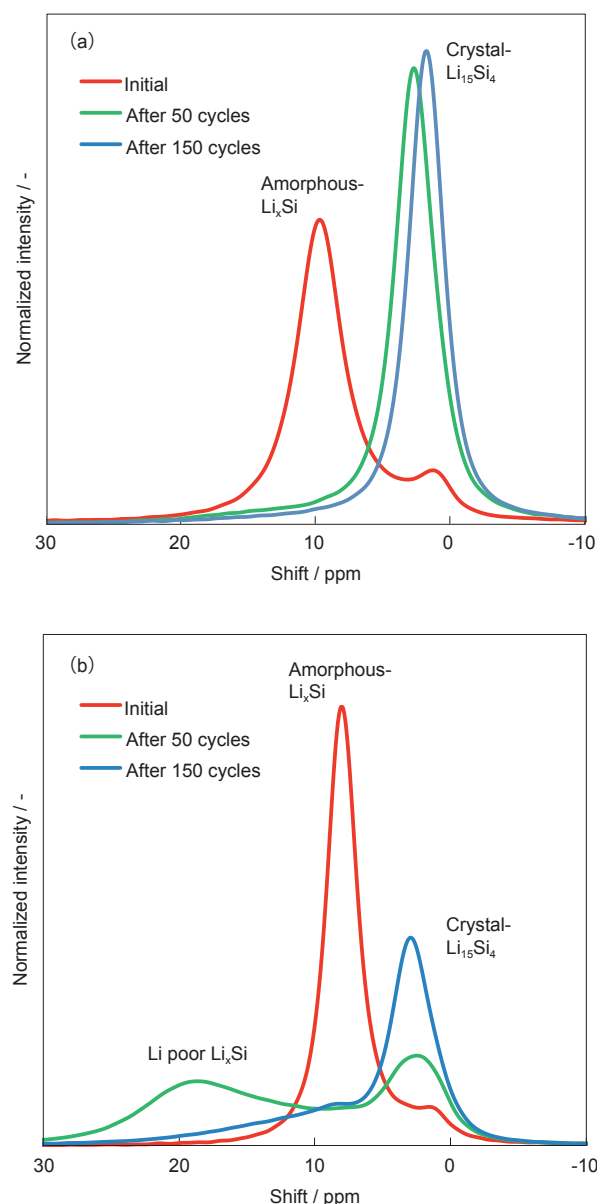 (a)
Crystal-
Li₁₅Si₄
Initial
After 50 cycles
After 150 cycles
Amorphous-
LiₓSi
Normalized intensity / -
30 20 10 0 -10
Shift / ppm
(b)
Amorphous-
LiₓSi
Initial
After 50 cycles
After 150 cycles
Crystal-
Li₁₅Si₄
Li poor LiₓSi
Normalized intensity / -
30 20 10 0 -10
Shift / ppm